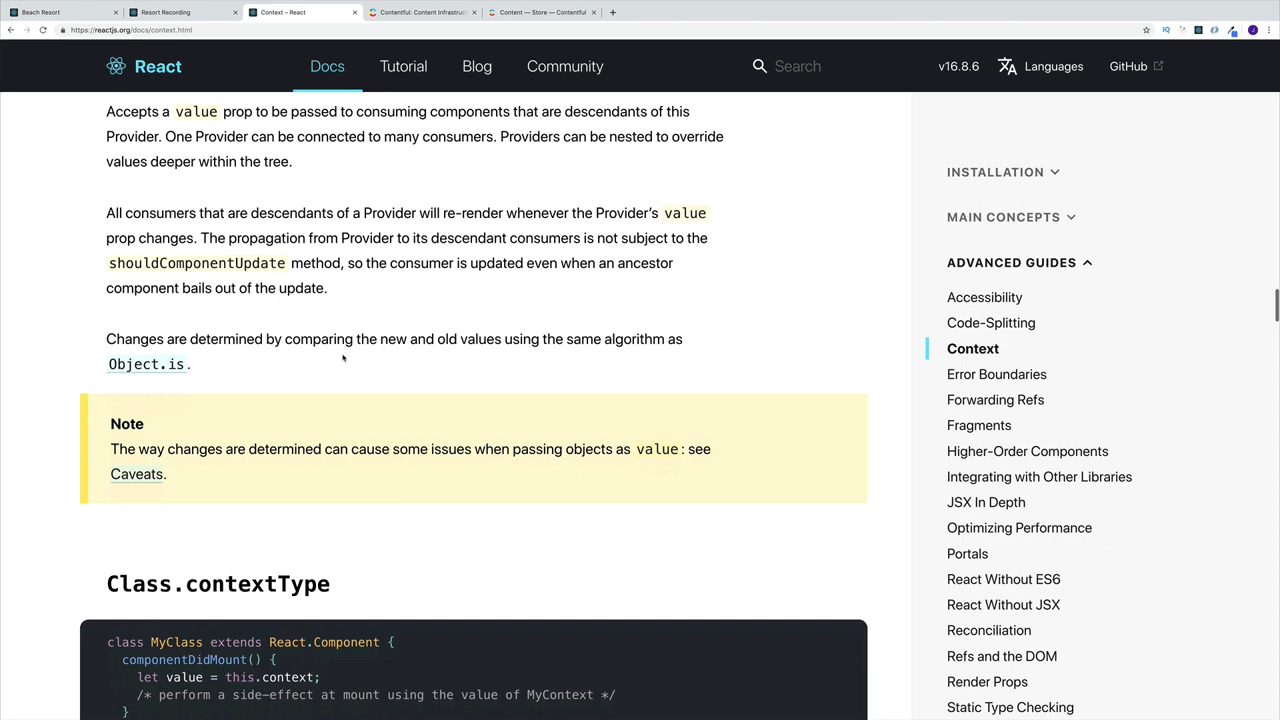 Beach Resort
Resort Recording
Context – React
Contentful: Content Infrastruc
Content — Store — Contentful
https://reactjs.org/docs/context.html
React
Docs
Tutorial
Blog
Community
Search
v16.8.6
Languages
GitHub
Accepts a value prop to be passed to consuming components that are descendants of this
Provider. One Provider can be connected to many consumers. Providers can be nested to override
values deeper within the tree.
All consumers that are descendants of a Provider will re-render whenever the Provider's value
prop changes. The propagation from Provider to its descendant consumers is not subject to the
shouldComponentUpdate method, so the consumer is updated even when an ancestor
component bails out of the update.
Changes are determined by comparing the new and old values using the same algorithm as
Object.is.
Note
The way changes are determined can cause some issues when passing objects as value: see
Caveats.
Class.contextType
class MyClass extends React.Component {
componentDidMount() {
let value = this.context;
/* perform a side-effect at mount using the value of MyContext */
}
INSTALLATION
MAIN CONCEPTS
ADVANCED GUIDES
Accessibility
Code-Splitting
Context
Error Boundaries
Forwarding Refs
Fragments
Higher-Order Components
Integrating with Other Libraries
JSX In Depth
Optimizing Performance
Portals
React Without ES6
React Without JSX
Reconciliation
Refs and the DOM
Render Props
Static Type Checking